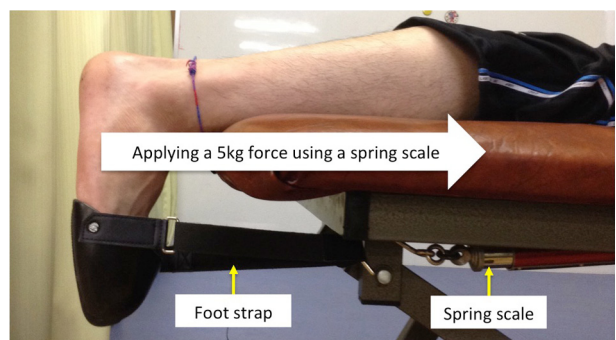 Applying a 5kg force using a spring scale
Foot strap
Spring scale